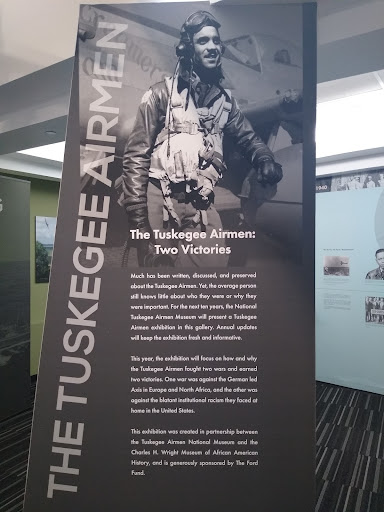 THE TUSKEGEE AIRMEN
The Tuskegee Airmen:
Two Victories
Much has been written, discussed, and preserved
about the Tuskegee Airmen. Yet, the average person
still knows little about who they were or why they
were important. For the next ten years, the National
Tuskegee Airmen Museum will present a Tuskegee
Airmen exhibition in this gallery. Annual updates
will keep the exhibition fresh and informative.
This year, the exhibition will focus on how and why
the Tuskegee Airmen fought two wars and earned
two victories. One war was against the German led
Axis in Europe and North Africa, and the other was
against the blatant institutional racism they faced at
home in the United States.
This exhibition was created in partnership between
the Tuskegee Airmen National Museum and the
Charles H. Wright Museum of African American
History, and is generously sponsored by The Ford
Fund.
1940